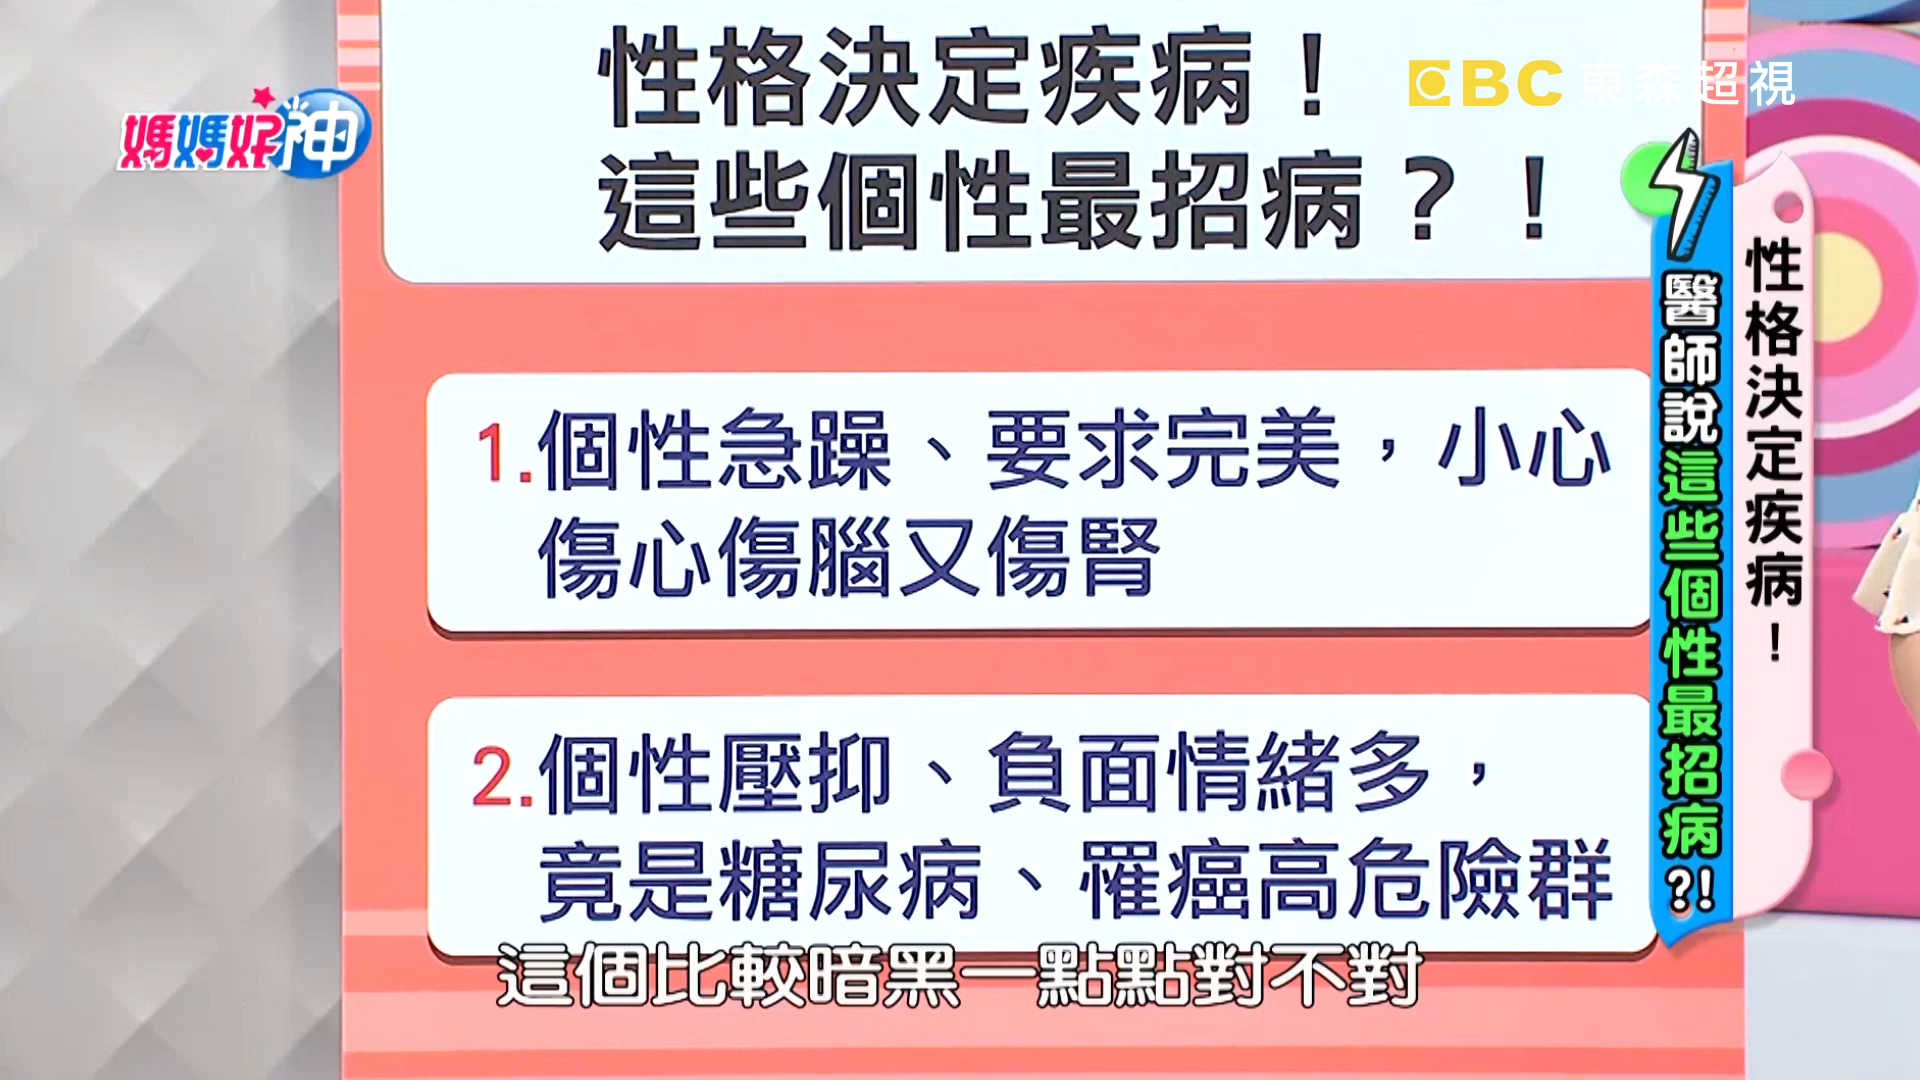 媽媽好神
EBC 東森超視
性格決定疾病！
這些個性最招病？！
1.個性急躁、要求完美，小心
傷心傷腦又傷腎
2.個性壓抑、負面情緒多，
竟是糖尿病、罹癌高危險群
性格決定疾病！
醫師說這些個性最招病?!
這個比較暗黑一點點對不對